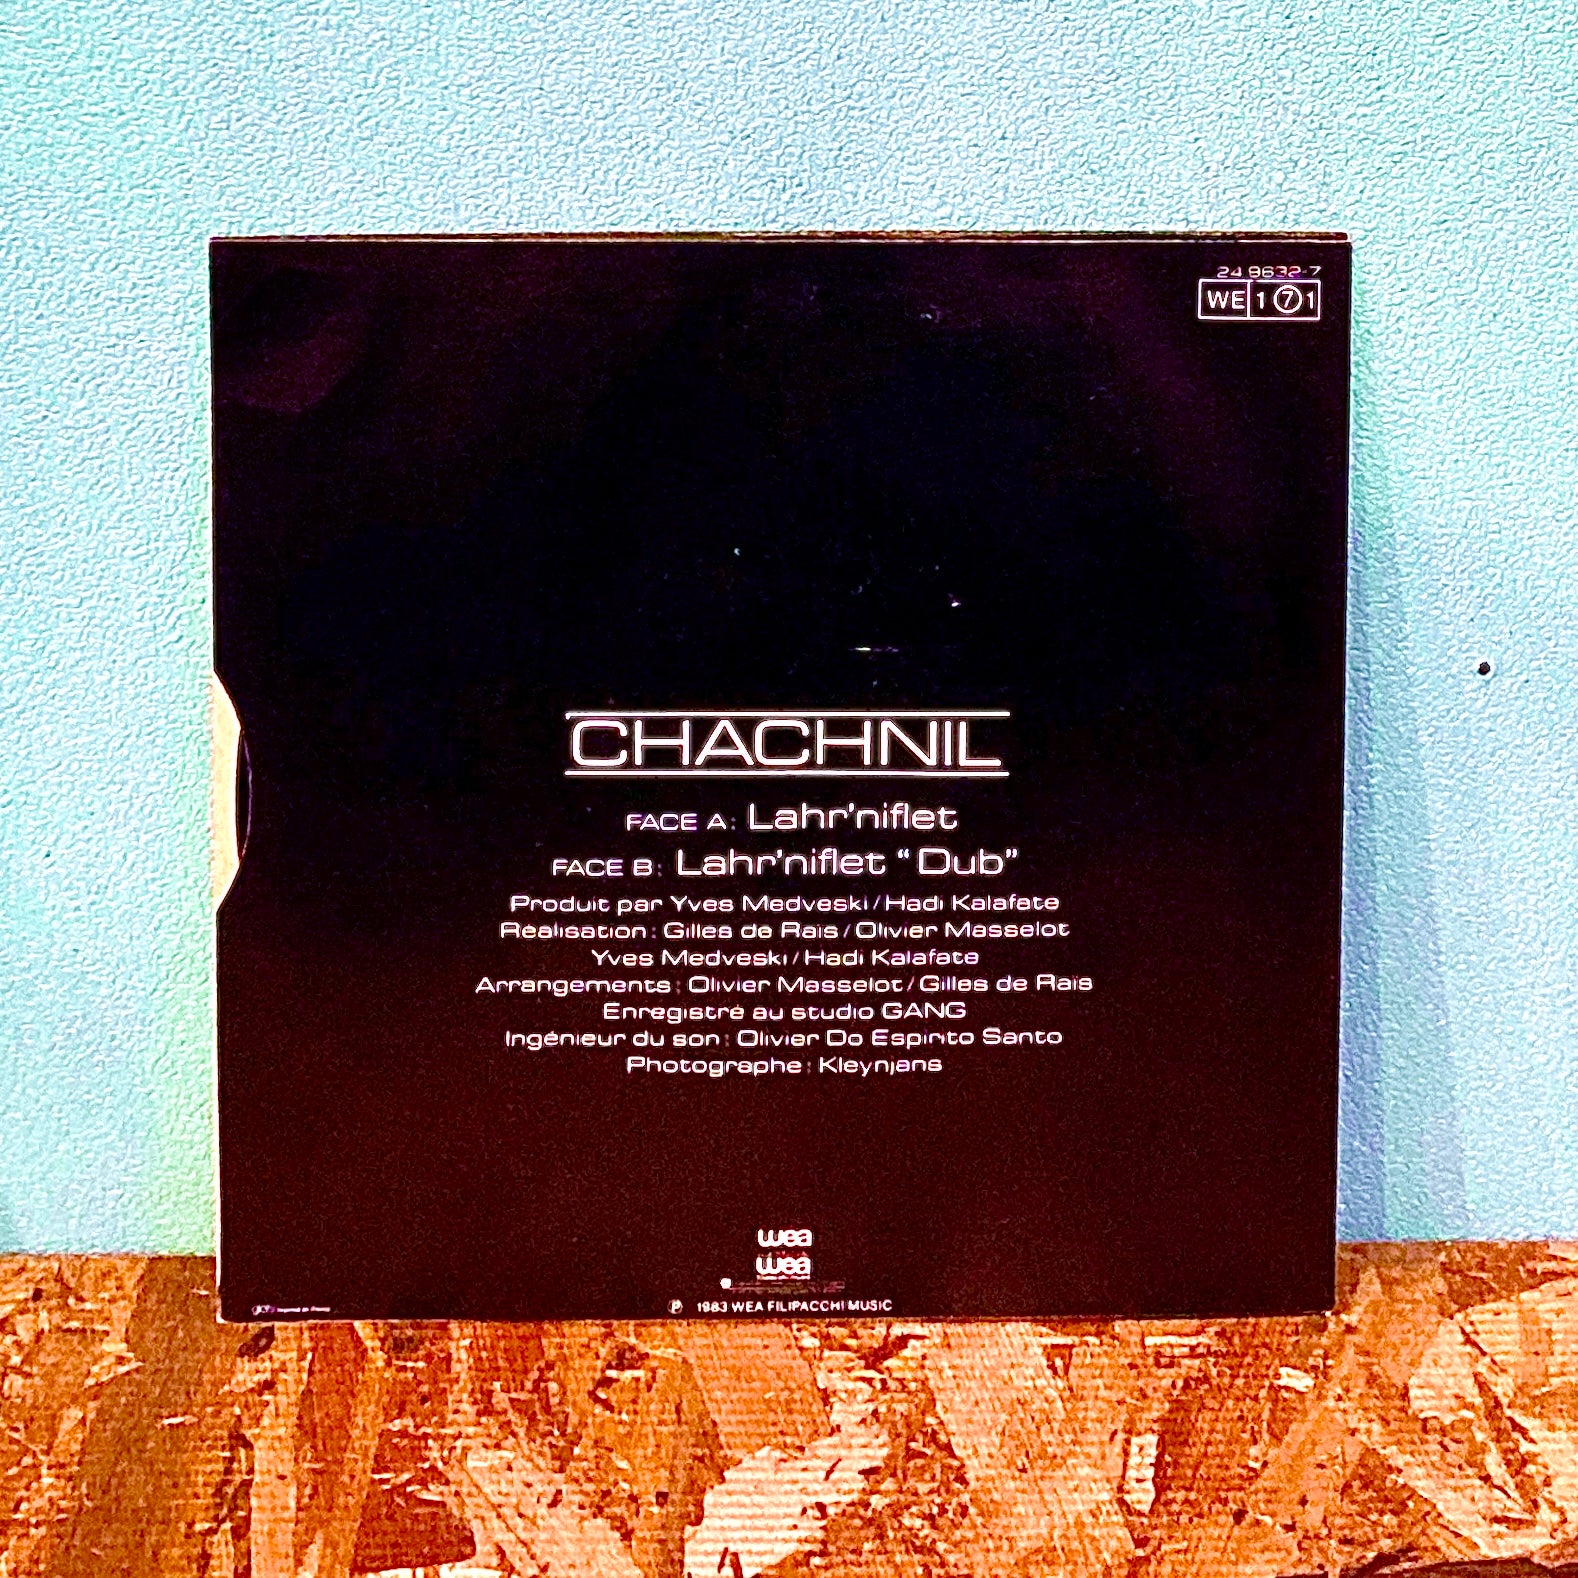 24 9632-7
WE 1 7 1
CHACHNIL
FACE A: Lahr'niflet
FACE B: Lahr'niflet “Dub”
Produit par Yves Medveski/Hadi Kalafate
Réalisation: Gilles de Rais/Olivier Masselot
Yves Medveski/Hadi Kalafate
Arrangements: Olivier Masselot/Gilles de Rais
Enregistré au studio GANG
Ingénieur du son: Olivier Do Espirito Santo
Photographe: Kleynjans
wea
wea
℗ 1983 WEA FILIPACCHI MUSIC